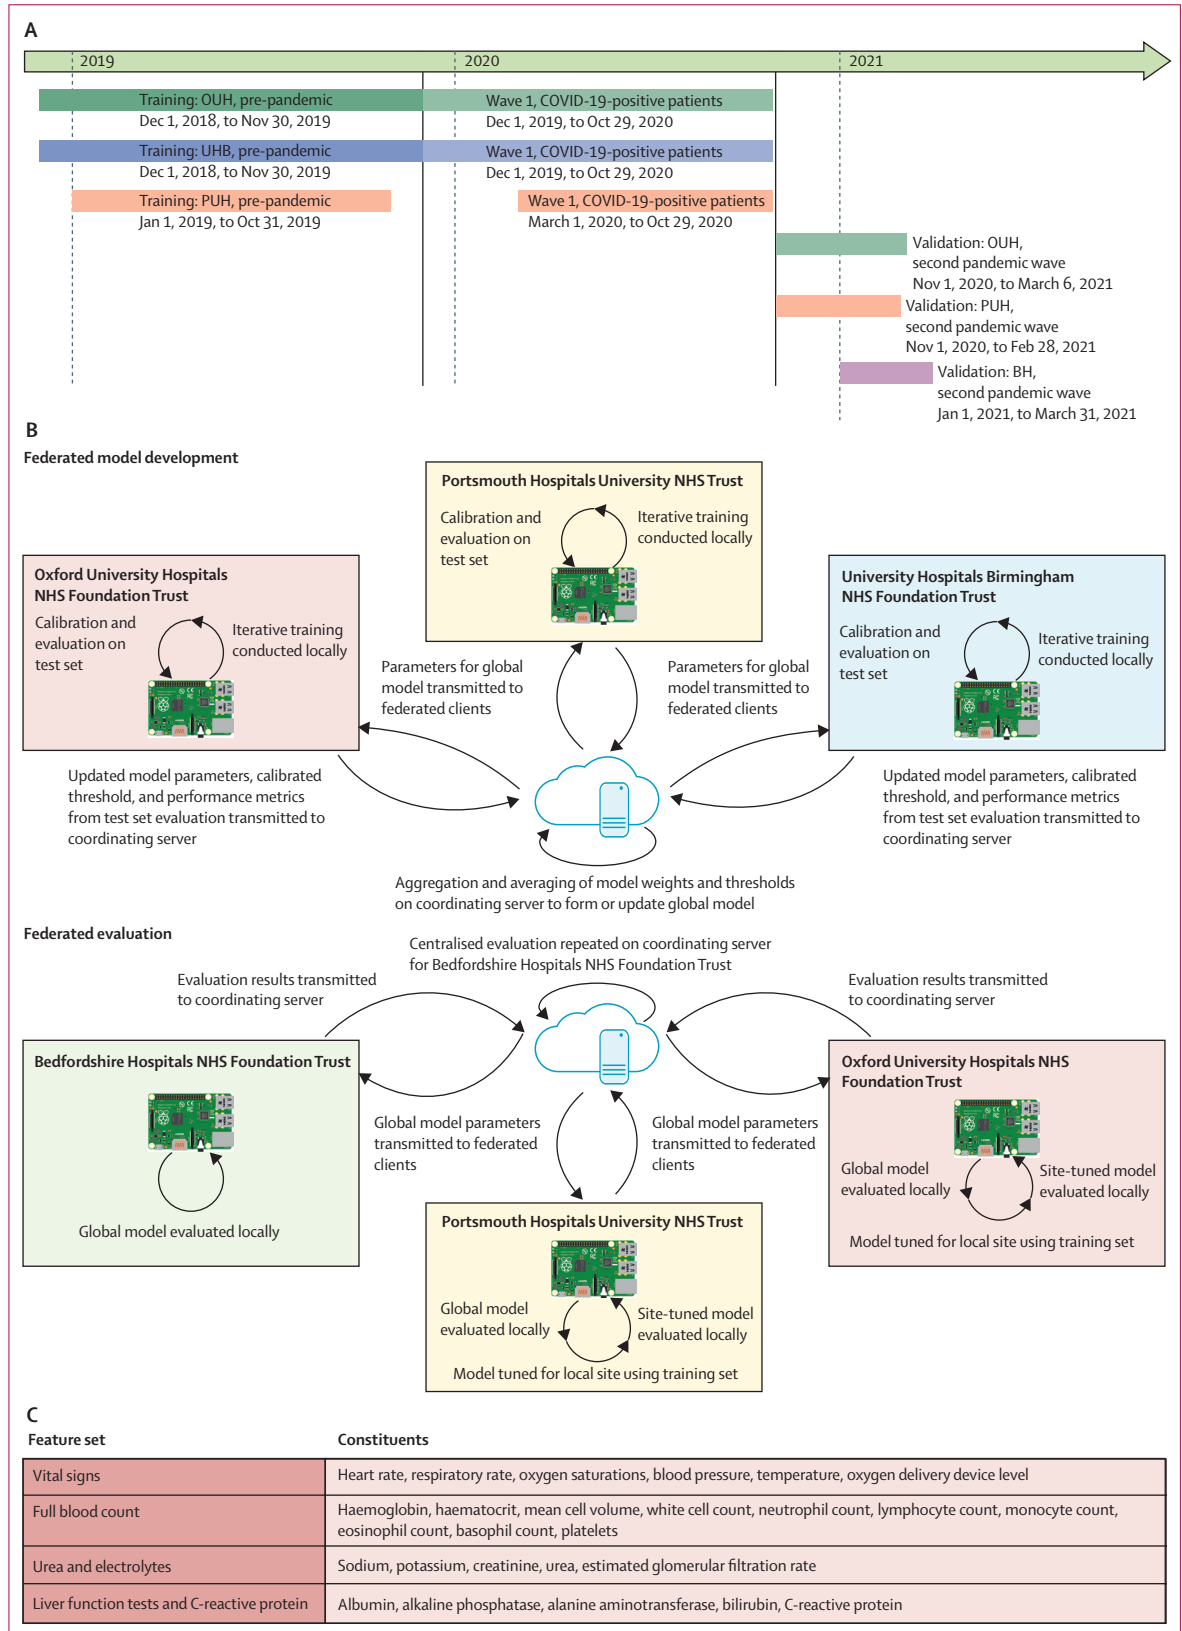 A
2019
2020
2021
Training: OUH, pre-pandemic
Dec 1, 2018, to Nov 30, 2019
Wave 1, COVID-19-positive patients
Dec 1, 2019, to Oct 29, 2020
Training: UHB, pre-pandemic
Dec 1, 2018, to Nov 30, 2019
Wave 1, COVID-19-positive patients
Dec 1, 2019, to Oct 29, 2020
Training: PUH, pre-pandemic
Jan 1, 2019, to Oct 31, 2019
Wave 1, COVID-19-positive patients
March 1, 2020, to Oct 29, 2020
Validation: OUH,
second pandemic wave
Nov 1, 2020, to March 6, 2021
Validation: PUH,
second pandemic wave
Nov 1, 2020, to Feb 28, 2021
Validation: BH,
second pandemic wave
Jan 1, 2021, to March 31, 2021
B
Federated model development
Portsmouth Hospitals University NHS Trust
Calibration and
evaluation on
test set
Iterative training
conducted locally
Oxford University Hospitals
NHS Foundation Trust
Calibration and
evaluation on
test set
Iterative training
conducted locally
University Hospitals Birmingham
NHS Foundation Trust
Calibration and
evaluation on
test set
Iterative training
conducted locally
Parameters for global
model transmitted to
federated clients
Parameters for global
model transmitted to
federated clients
Updated model parameters, calibrated
threshold, and performance metrics
from test set evaluation transmitted to
coordinating server
Updated model parameters, calibrated
threshold, and performance metrics
from test set evaluation transmitted to
coordinating server
Aggregation and averaging of model weights and thresholds
on coordinating server to form or update global model
Federated evaluation
Centralised evaluation repeated on coordinating server
for Bedfordshire Hospitals NHS Foundation Trust
Evaluation results transmitted
to coordinating server
Evaluation results transmitted
to coordinating server
Bedfordshire Hospitals NHS Foundation Trust
Global model evaluated locally
Global model parameters
transmitted to federated
clients
Global model parameters
transmitted to federated
clients
Oxford University Hospitals NHS
Foundation Trust
Global model
evaluated locally
Site-tuned model
evaluated locally
Model tuned for local site using training set
Portsmouth Hospitals University NHS Trust
Global model
evaluated locally
Site-tuned model
evaluated locally
Model tuned for local site using training set
C
Feature set
Constituents
Vital signs
Heart rate, respiratory rate, oxygen saturations, blood pressure, temperature, oxygen delivery device level
Full blood count
Haemoglobin, haematocrit, mean cell volume, white cell count, neutrophil count, lymphocyte count, monocyte count,
eosinophil count, basophil count, platelets
Urea and electrolytes
Sodium, potassium, creatinine, urea, estimated glomerular filtration rate
Liver function tests and C-reactive protein
Albumin, alkaline phosphatase, alanine aminotransferase, bilirubin, C-reactive protein